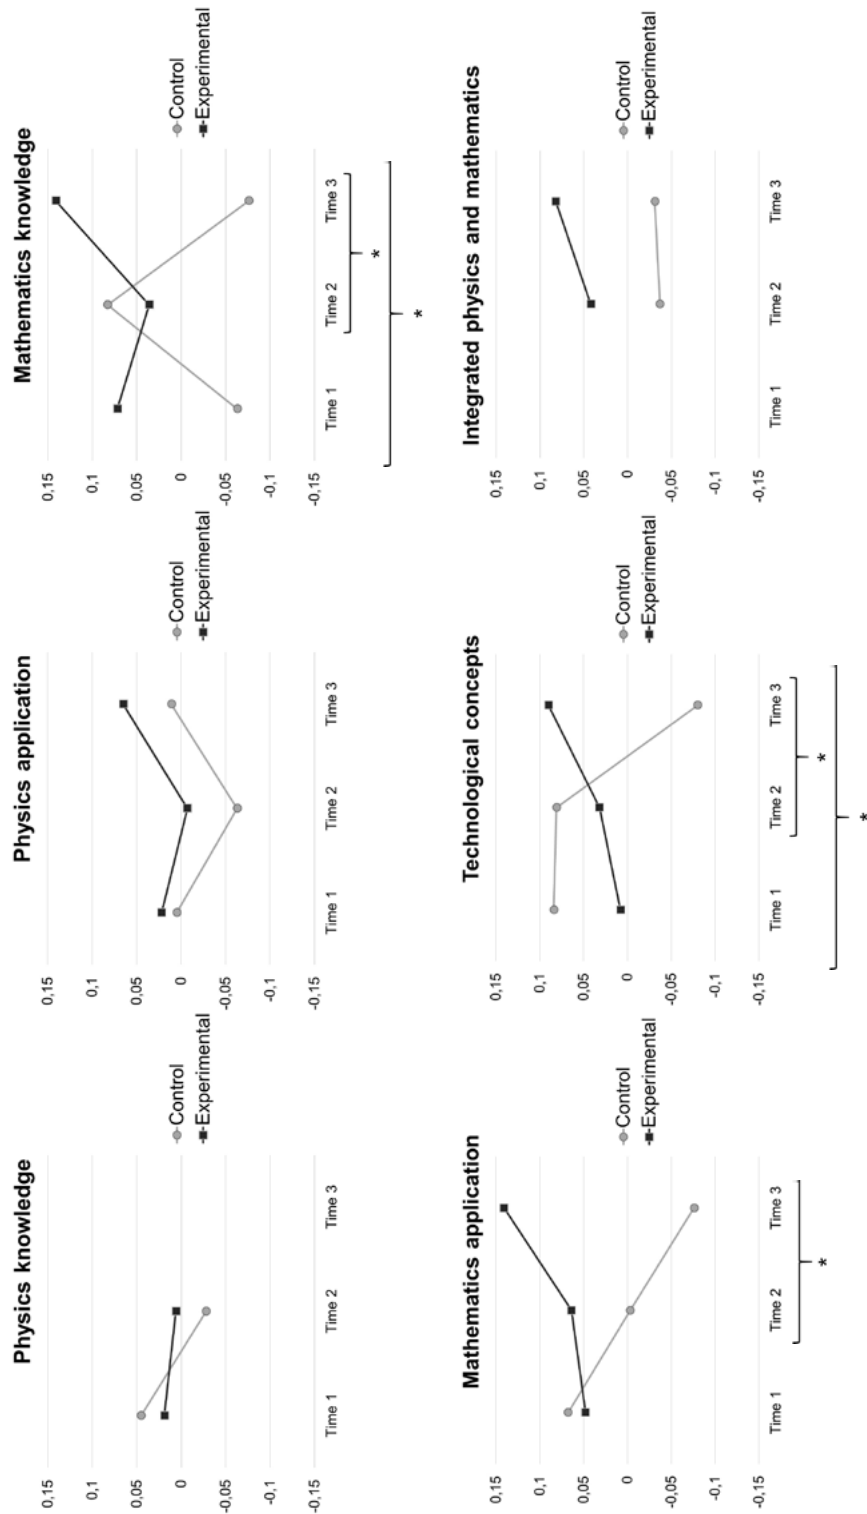 Physics knowledge
0,15
0,1
0,05
0
-0,05
-0,1
-0,15
Time 1
Time 2
Time 3
Control
Experimental
Physics application
0,15
0,1
0,05
0
-0,05
-0,1
-0,15
Time 1
Time 2
Time 3
Control
Experimental
Mathematics knowledge
0,15
0,1
0,05
0
-0,05
-0,1
-0,15
Time 1
Time 2
Time 3
*
*
Control
Experimental
Mathematics application
0,15
0,1
0,05
0
-0,05
-0,1
-0,15
Time 1
Time 2
Time 3
*
Control
Experimental
Technological concepts
0,15
0,1
0,05
0
-0,05
-0,1
-0,15
Time 1
Time 2
Time 3
*
*
Control
Experimental
Integrated physics and mathematics
0,15
0,1
0,05
0
-0,05
-0,1
-0,15
Time 1
Time 2
Time 3
Control
Experimental